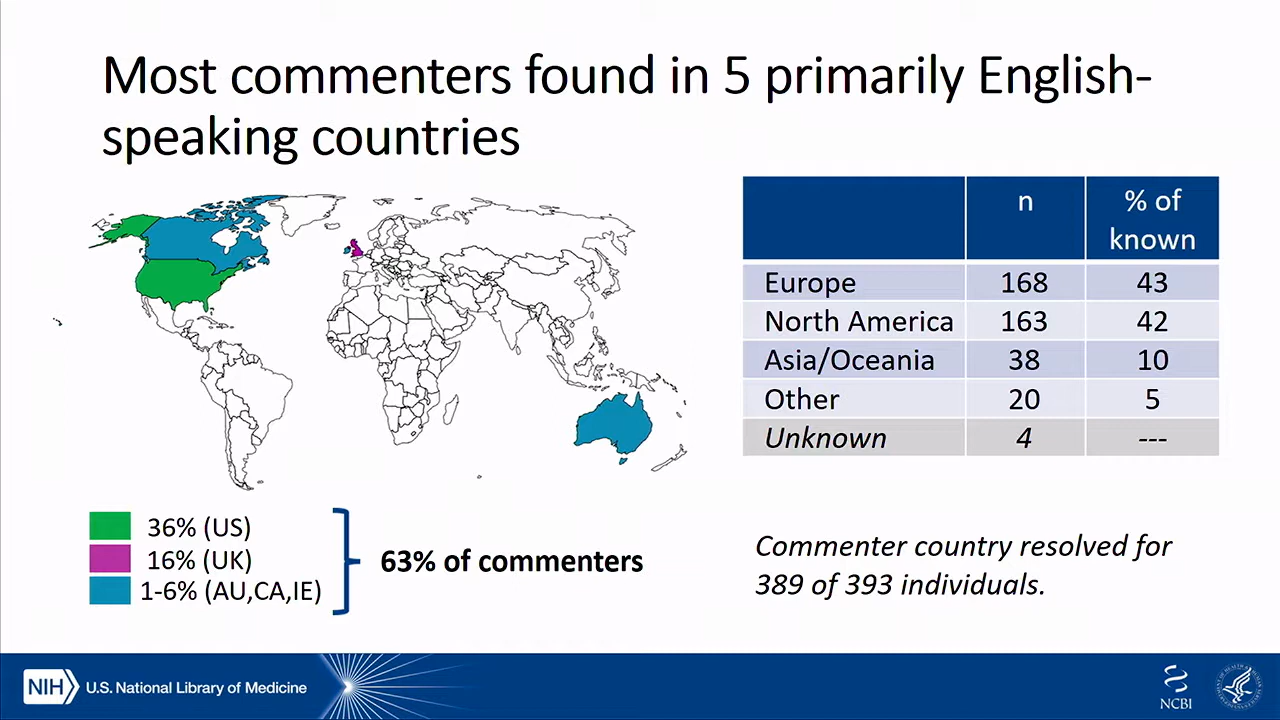 Most commenters found in 5 primarily English-
speaking countries
n
% of
known
Europe 168 43
North America 163 42
Asia/Oceania 38 10
Other 20 5
Unknown 4 ---
36% (US)
16% (UK)
1-6% (AU,CA,IE)
63% of commenters
Commenter country resolved for
389 of 393 individuals.
NIH U.S. National Library of Medicine
NCBI